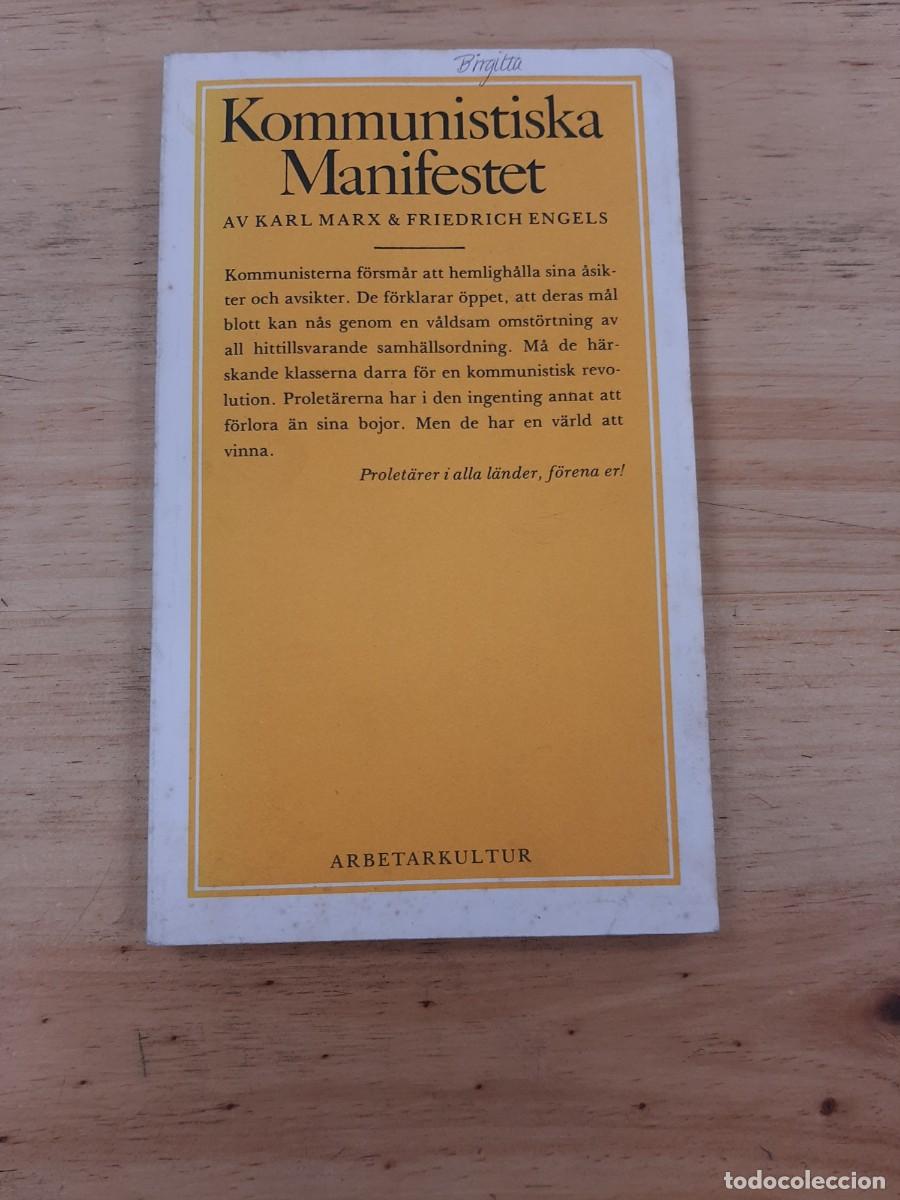 Birgitta
Kommunistiska
Manifestet
AV KARL MARX & FRIEDRICH ENGELS
Kommunisterna försmår att hemlighålla sina åsik-
ter och avsikter. De förklarar öppet, att deras mål
blott kan nås genom en våldsam omstörtning av
all hittillsvarande samhällsordning. Må de här-
skande klasserna darra för en kommunistisk revo-
lution. Proletärerna har i den ingenting annat att
förlora än sina bojor. Men de har en värld att
vinna.
Proletärer i alla länder, förena er!
ARBETARKULTUR
todocoleccion